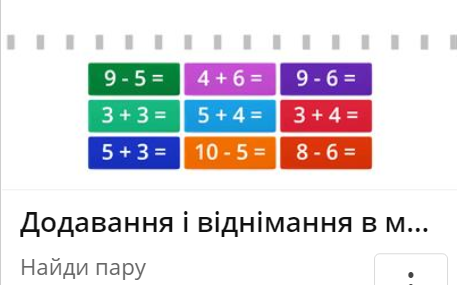 9 - 5 = 4 + 6 = 9 - 6 =
3 + 3 = 5 + 4 = 3 + 4 =
5 + 3 = 10 - 5 = 8 - 6 =
Додавання і віднімання в м...
Найди пару